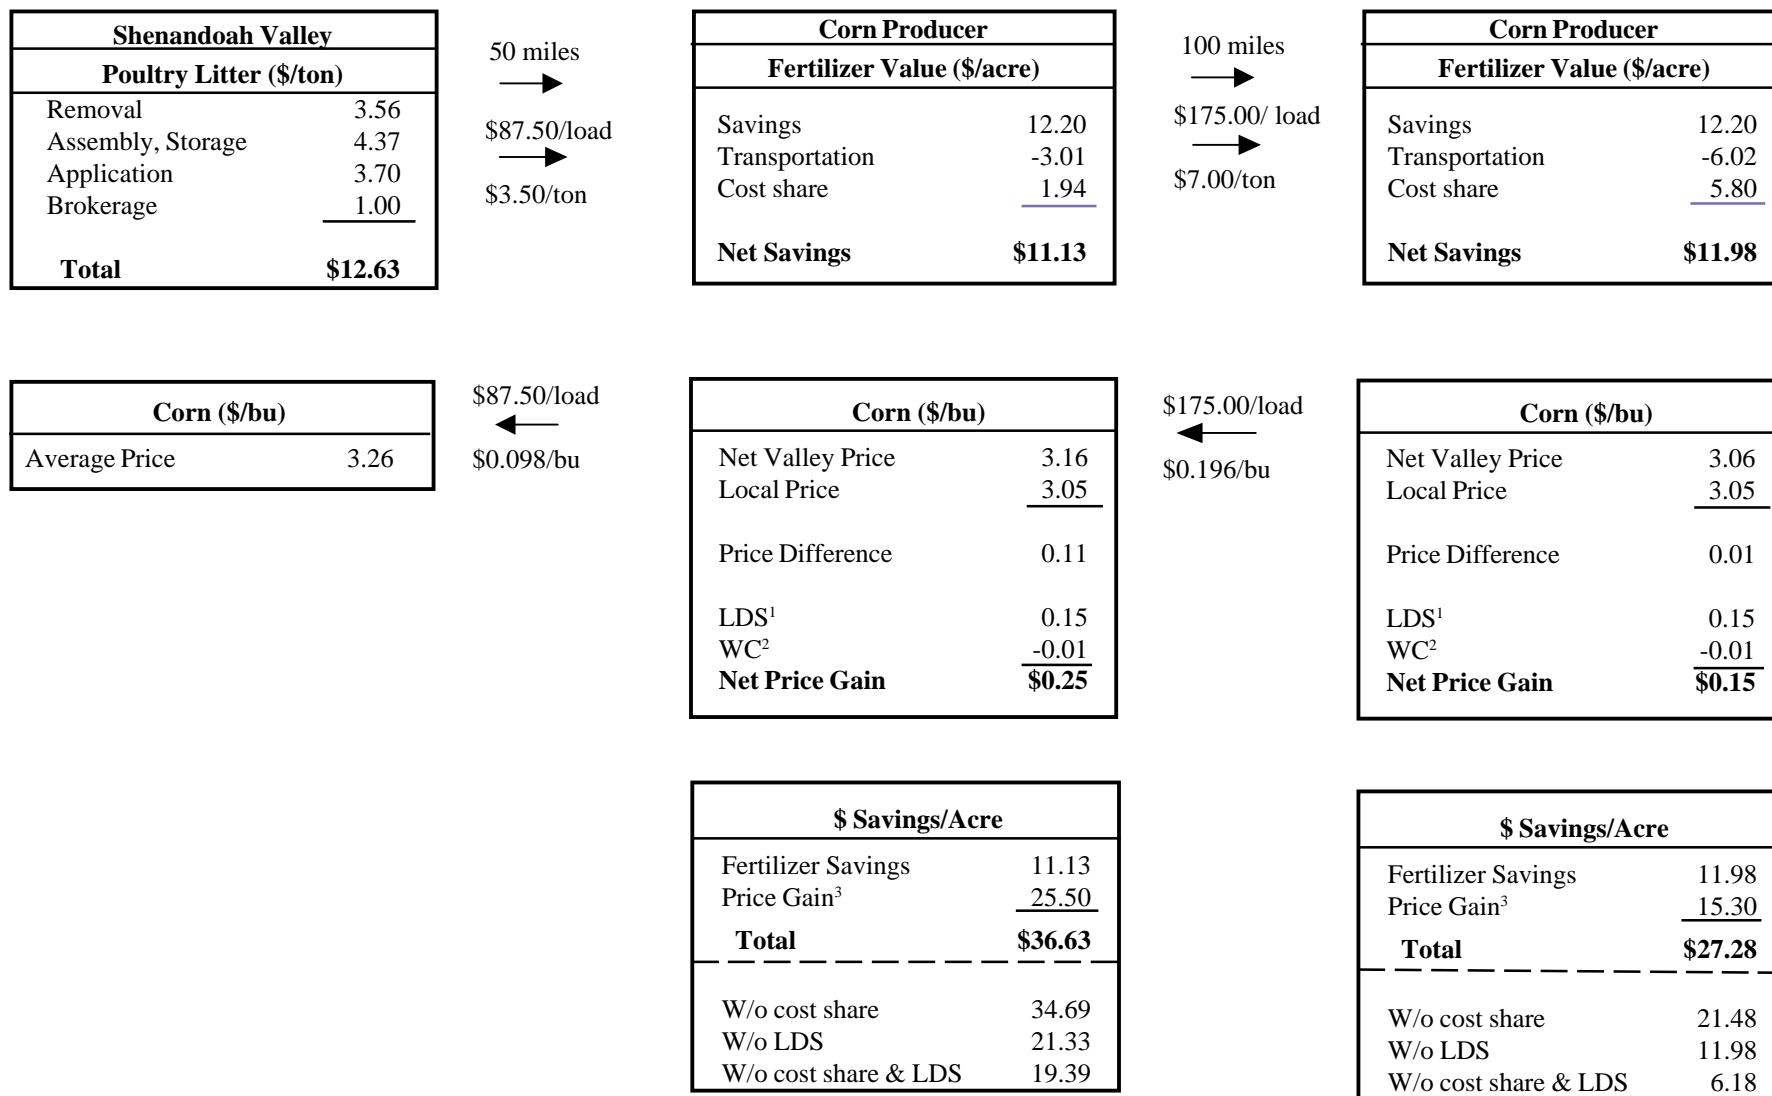 Shenandoah Valley
Poultry Litter ($/ton)
Removal 3.56
Assembly, Storage 4.37
Application 3.70
Brokerage 1.00
Total $12.63
50 miles
$87.50/load
$3.50/ton
Corn Producer
Fertilizer Value ($/acre)
Savings 12.20
Transportation -3.01
Cost share 1.94
Net Savings $11.13
100 miles
$175.00/ load
$7.00/ton
Corn Producer
Fertilizer Value ($/acre)
Savings 12.20
Transportation -6.02
Cost share 5.80
Net Savings $11.98
Corn ($/bu)
Average Price 3.26
$87.50/load
$0.098/bu
Corn ($/bu)
Net Valley Price 3.16
Local Price 3.05
Price Difference 0.11
LDS¹ 0.15
WC² -0.01
Net Price Gain $0.25
$175.00/load
$0.196/bu
Corn ($/bu)
Net Valley Price 3.06
Local Price 3.05
Price Difference 0.01
LDS¹ 0.15
WC² -0.01
Net Price Gain $0.15
$ Savings/Acre
Fertilizer Savings 11.13
Price Gain³ 25.50
Total $36.63
W/o cost share 34.69
W/o LDS 21.33
W/o cost share & LDS 19.39
$ Savings/Acre
Fertilizer Savings 11.98
Price Gain³ 15.30
Total $27.28
W/o cost share 21.48
W/o LDS 11.98
W/o cost share & LDS 6.18